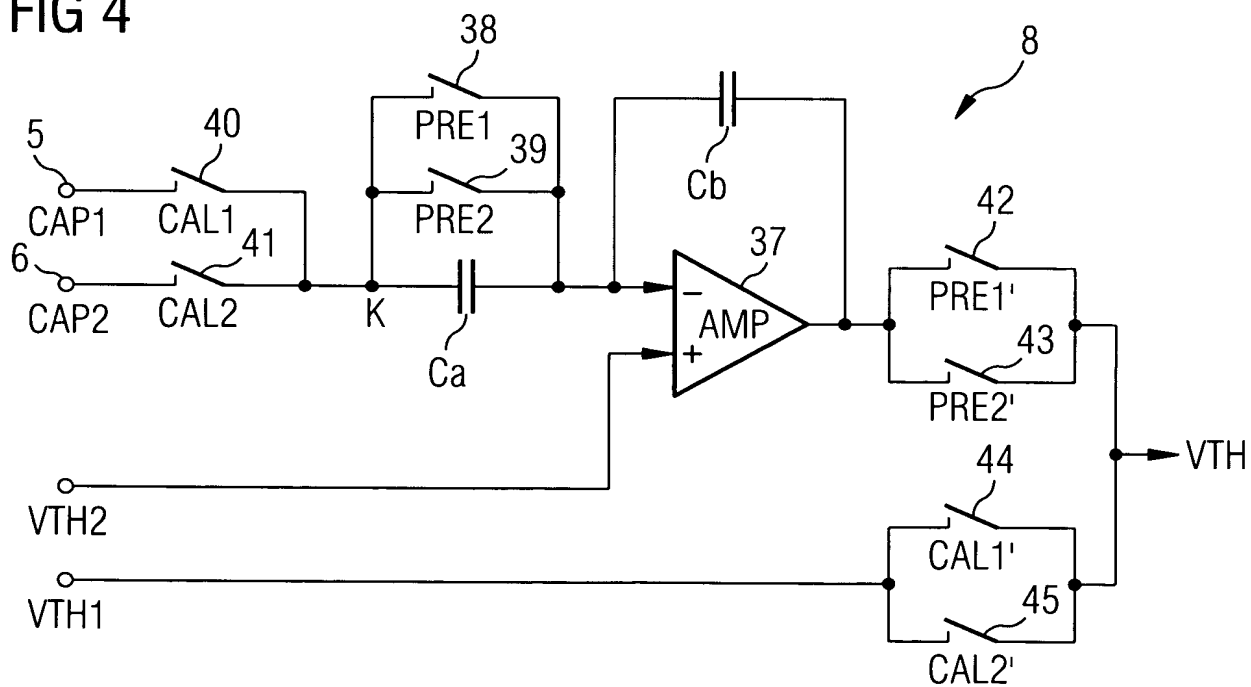 FIG 4
38
8
PRE1
5
40
39
CAP1
CAL1
PRE2
Cb
42
6
41
37
CAP2
CAL2
K
PRE1'
AMP
−
+
43
Ca
PRE2'
44
VTH
VTH2
CAL1'
VTH1
45
CAL2'